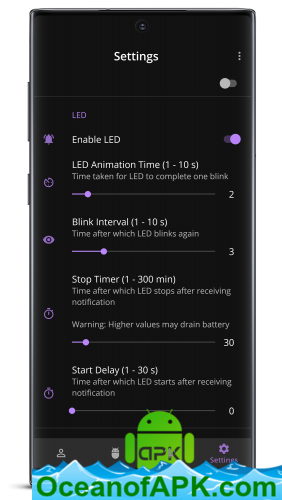 Settings
LED
Enable LED
LED Animation Time (1 - 10 s)
Time taken for LED to complete one blink
2
Blink Interval (1 - 10 s)
Time after which LED blinks again
3
Stop Timer (1 - 300 min)
Time after which LED stops after receiving
notification
Warning: Higher values may drain battery
30
Start Delay (1 - 30 s)
Time after which LED starts after receiving
notification
0
apk
Settings
OceanofAPK.com